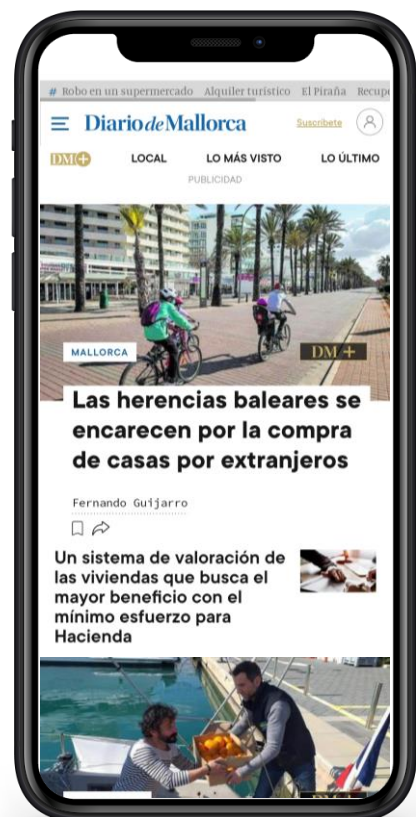 # Robo en un supermercado Alquiler turístico El Piraña Recupe
Diario de Mallorca
Suscríbete
DM+ LOCAL LO MÁS VISTO LO ÚLTIMO
PUBLICIDAD
MALLORCA
DM +
Las herencias baleares se
encarecen por la compra
de casas por extranjeros
Fernando Guijarro
Un sistema de valoración de
las viviendas que busca el
mayor beneficio con el
mínimo esfuerzo para
Hacienda
DM +